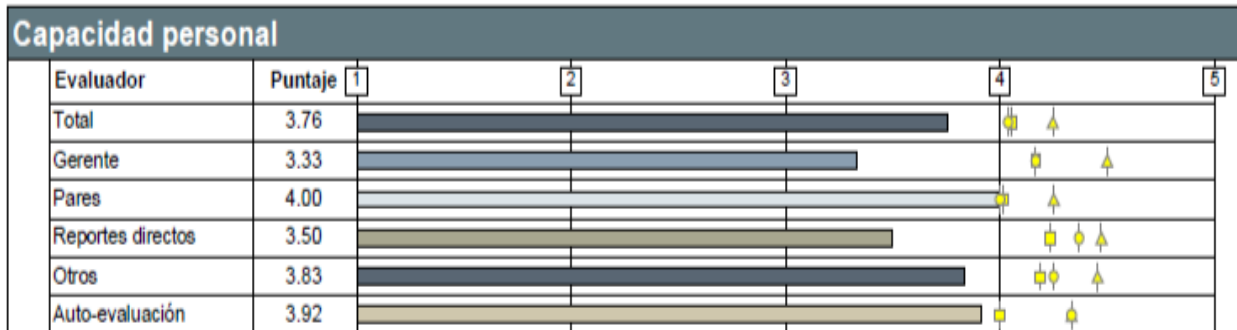 Capacidad personal
Evaluador Puntaje 1 2 3 4 5
Total 3.76
Gerente 3.33
Pares 4.00
Reportes directos 3.50
Otros 3.83
Auto-evaluación 3.92